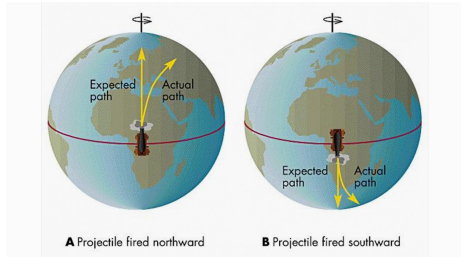 Expected path
Actual path
Expected path
Actual path
A Projectile fired northward
B Projectile fired southward